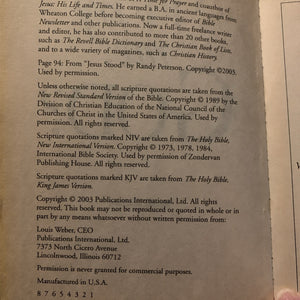 Year for Prayer and coauthor of
Jesus: His Life and Times. He earned a B.A. in ancient languages from
Wheaton College before becoming executive editor of Bible
Newsletter and other publications. Now a full-time freelance writer
and editor, he has also contributed to more than 20 other books,
such as The Revell Bible Dictionary and The Christian Book of Lists,
and to a wide variety of magazines, such as Christian History.
Page 94: From "Jesus Stood" by Randy Peterson. Copyright ©2003.
Used by permission.
Unless otherwise noted, all scripture quotations are taken from the
New Revised Standard Version of the Bible. Copyright © 1989 by the
Division of Christian Education of the National Council of the
Churches of Christ in the United States of America. Used by
permission. All rights reserved.
Scripture quotations marked NIV are taken from The Holy Bible,
New International Version. Copyright © 1973, 1978, 1984,
International Bible Society. Used by permission of Zondervan
Publishing House. All rights reserved.
Scripture quotations marked KJV are taken from The Holy Bible,
King James Version.
Copyright © 2003 Publications International, Ltd. All rights
reserved. This book may not be reproduced or quoted in whole or in
part by any means whatsoever without written permission from:
Louis Weber, CEO
Publications International, Ltd.
7373 North Cicero Avenue
Lincolnwood, Illinois 60712
Permission is never granted for commercial purposes.
Manufactured in U.S.A.
8 7 6 5 4 3 2 1